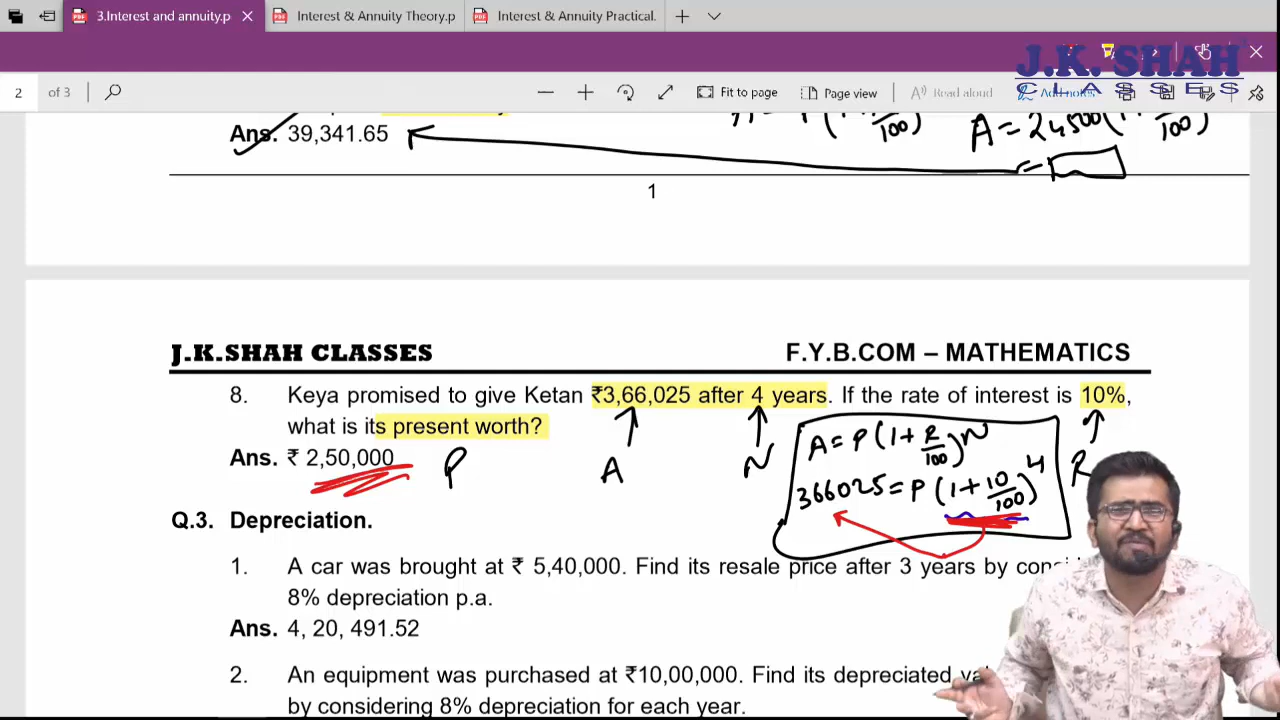 3.Interest and annuity.p
Interest & Annuity Theory.p
Interest & Annuity Practical.
J.K. SHAH
CLASSES
2 of 3
Fit to page
Page view
Read aloud
Add notes
Ans. 39,341.65
100)
A = 24500(1+
100)
=
1
J.K.SHAH CLASSES
F.Y.B.COM – MATHEMATICS
8. Keya promised to give Ketan ₹3,66,025 after 4 years. If the rate of interest is 10%,
what is its present worth?
Ans. ₹ 2,50,000
P
A
N
R
A = P(1+R/100)N
366025 = P(1+10/100)4
Q.3. Depreciation.
1. A car was brought at ₹ 5,40,000. Find its resale price after 3 years by
8% depreciation p.a.
Ans. 4, 20, 491.52
2. An equipment was purchased at ₹10,00,000. Find its depreciated
by considering 8% depreciation for each year.